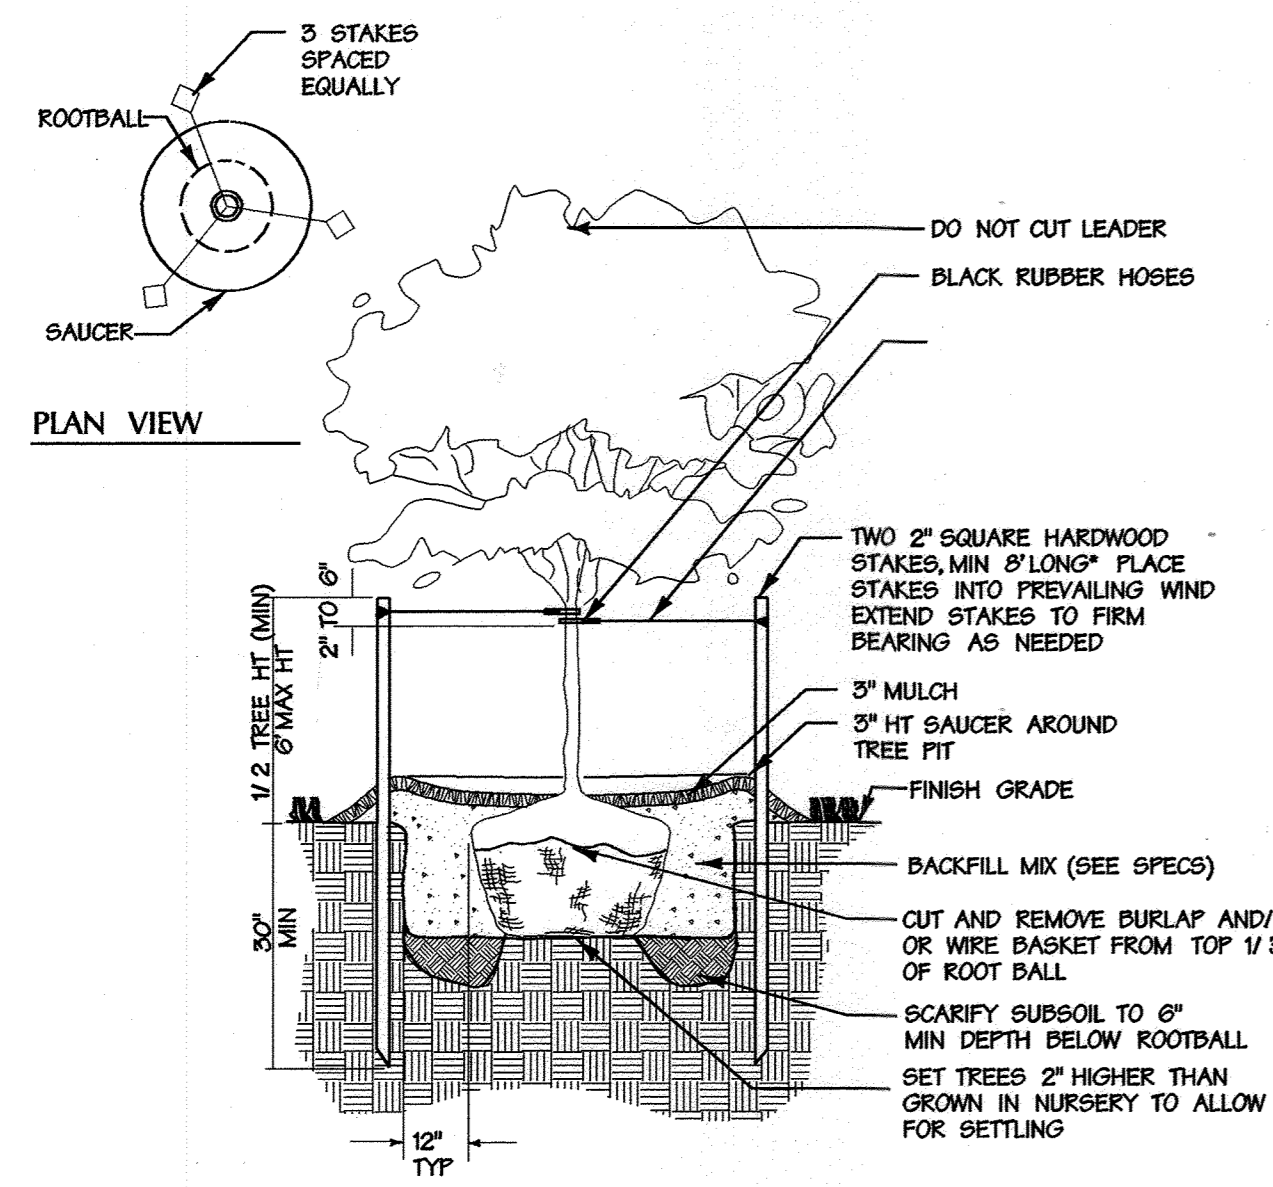 3 STAKES
SPACED
EQUALLY
ROOTBALL
SAUCER
PLAN VIEW
DO NOT CUT LEADER
BLACK RUBBER HOSES
TWO 2" SQUARE HARDWOOD
STAKES, MIN 8' LONG* PLACE
STAKES INTO PREVAILING WIND
EXTEND STAKES TO FIRM
BEARING AS NEEDED
2" TO 6"
1/2 TREE HT (MIN)
6' MAX HT
3" MULCH
3" HT SAUCER AROUND
TREE PIT
FINISH GRADE
BACKFILL MIX (SEE SPECS)
30"
MIN
CUT AND REMOVE BURLAP AND/
OR WIRE BASKET FROM TOP 1/3
OF ROOT BALL
SCARIFY SUBSOIL TO 6"
MIN DEPTH BELOW ROOTBALL
SET TREES 2" HIGHER THAN
GROWN IN NURSERY TO ALLOW
FOR SETTLING
12"
TYP